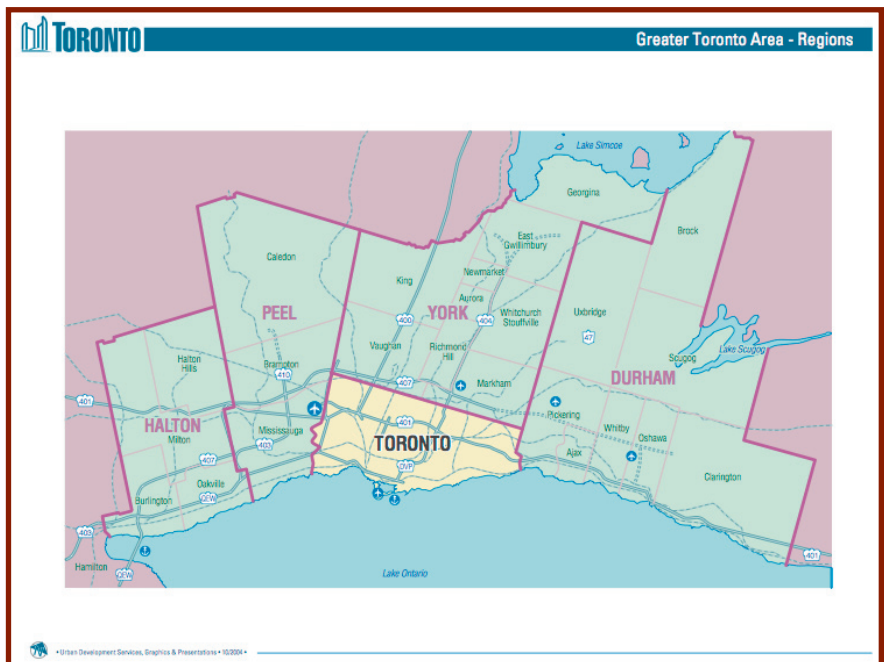 TORONTO
Greater Toronto Area - Regions
Lake Simcoe
Georgina
Brock
East
Gwillimbury
Caledon
King
Newmarket
Aurora
YORK
Whitchurch
Stouffville
Uxbridge
PEEL
400
404
47
Vaughan
Richmond
Hill
Scugog
Lake Scugog
Halton
Hills
Brampton
410
407
Markham
DURHAM
401
HALTON
Milton
Mississauga
403
401
TORONTO
Pickering
Whitby
Oshawa
Ajax
407
DVP
Clarington
Oakville
QEW
Burlington
403
401
Hamilton
QEW
Lake Ontario
• Urban Development Services, Graphics & Presentations • 10/2004 •